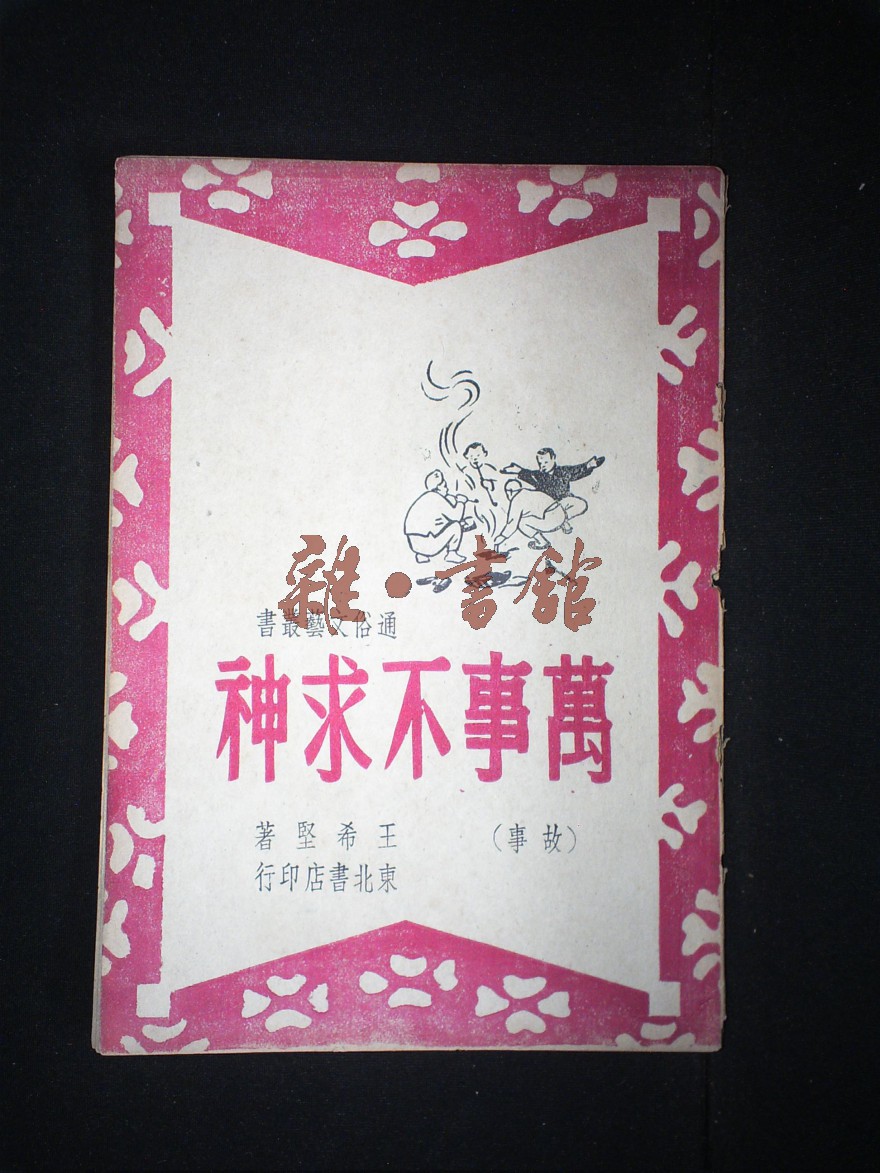 雜·書館
通俗文藝叢書
萬事不求神
（故事）
王希堅著
東北書店印行